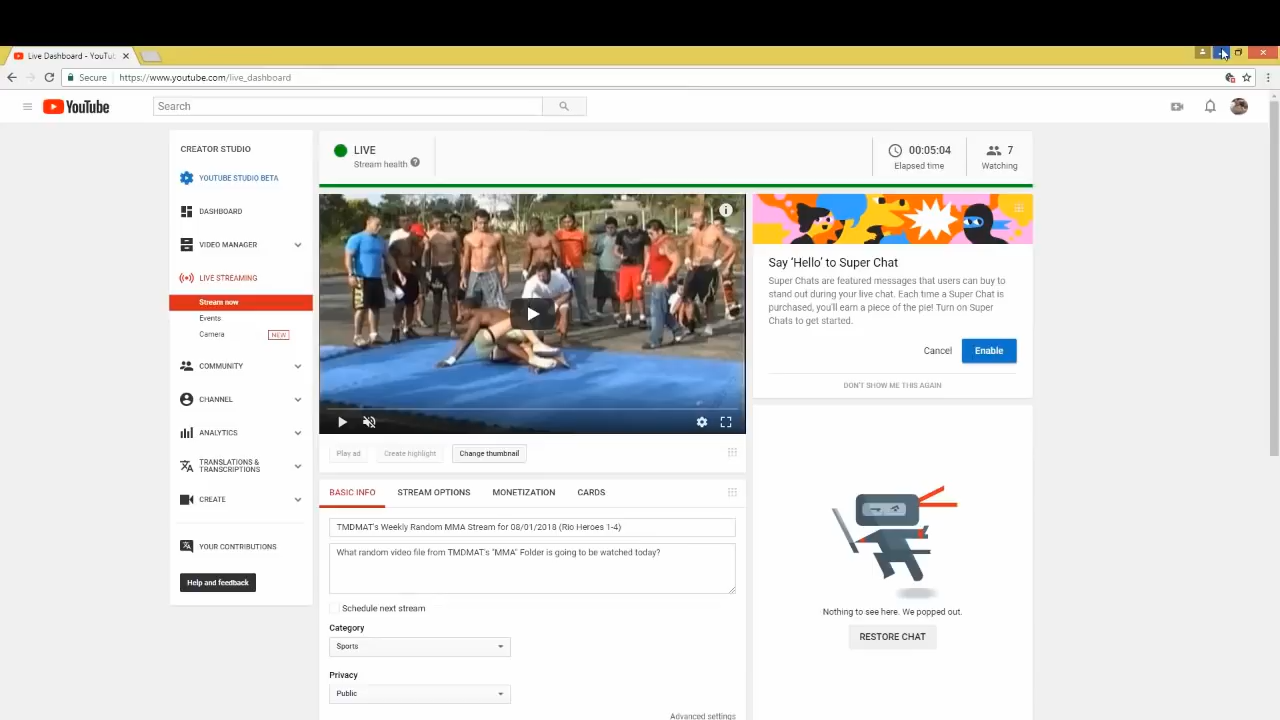 Live Dashboard - YouTub
Secure
https://www.youtube.com/live_dashboard
YouTube
Search
CREATOR STUDIO
YOUTUBE STUDIO BETA
DASHBOARD
VIDEO MANAGER
LIVE STREAMING
Stream now
Events
Camera
NEW
COMMUNITY
CHANNEL
ANALYTICS
TRANSLATIONS &
TRANSCRIPTIONS
CREATE
YOUR CONTRIBUTIONS
Help and feedback
LIVE
Stream health
00:05:04
Elapsed time
7
Watching
Play ad
Create highlight
Change thumbnail
BASIC INFO
STREAM OPTIONS
MONETIZATION
CARDS
TMDMAT's Weekly Random MMA Stream for 08/01/2018 (Rio Heroes 1-4)
What random video file from TMDMAT's "MMA" Folder is going to be watched today?
Schedule next stream
Category
Sports
Privacy
Public
Advanced settings
Say 'Hello' to Super Chat
Super Chats are featured messages that users can buy to
stand out during your live chat. Each time a Super Chat is
purchased, you'll earn a piece of the pie! Turn on Super
Chats to get started.
Cancel
Enable
DON'T SHOW ME THIS AGAIN
Nothing to see here. We popped out.
RESTORE CHAT